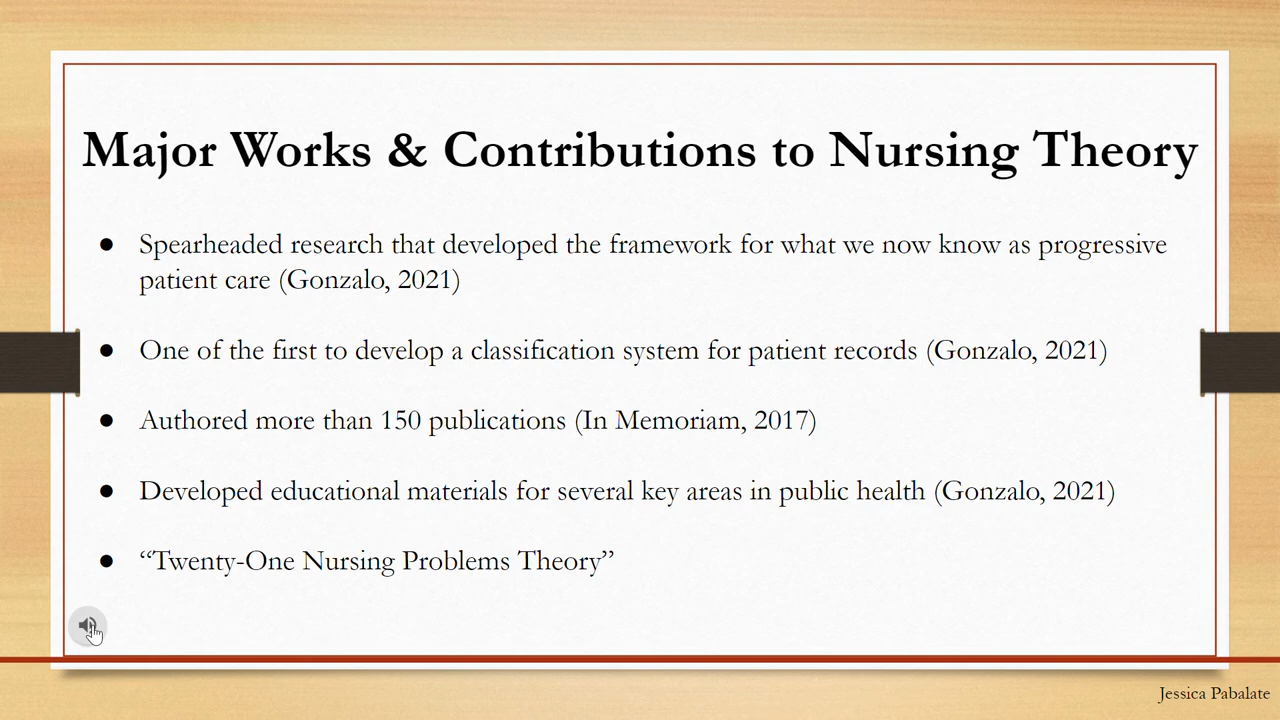 Major Works & Contributions to Nursing Theory
● Spearheaded research that developed the framework for what we now know as progressive
patient care (Gonzalo, 2021)
● One of the first to develop a classification system for patient records (Gonzalo, 2021)
● Authored more than 150 publications (In Memoriam, 2017)
● Developed educational materials for several key areas in public health (Gonzalo, 2021)
● “Twenty-One Nursing Problems Theory”
Jessica Pabalate